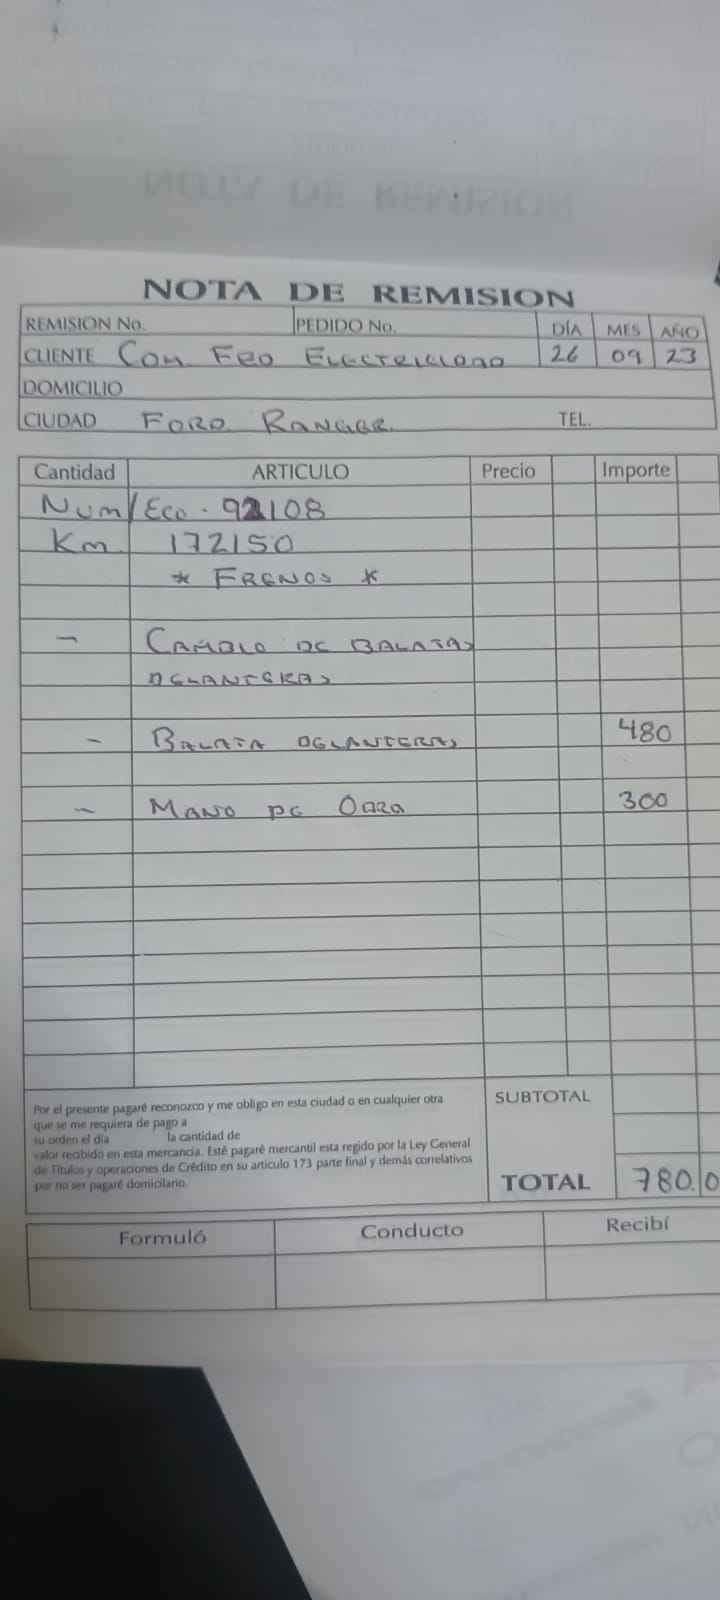 NOTA DE REMISION
NOTA DE REMISION
REMISION No. PEDIDO No. DÍA MES AÑO
CLIENTE COM FED ELECTRICIDAD 26 09 23
DOMICILIO
CIUDAD FORD RANGER. TEL.
Cantidad ARTICULO Precio Importe
NUM/ECO. 92108
Km 172150
* FRENOS *
- CAMBIO DE BALATAS
DELANTERAS
- BALATA DELANTERAS 480
- MANO DE OBRA 300
Por el presente pagaré reconozco y me obligo en esta ciudad o en cualquier otra
que se me requiera de pago a
su orden el día la cantidad de
valor recibido en esta mercancia. Esté pagaré mercantil esta regido por la Ley General
de Titulos y operaciones de Crédito en su articulo 173 parte final y demás correlativos
por no ser pagaré domicilario.
SUBTOTAL
TOTAL 780.0
Formuló Conducto Recibí